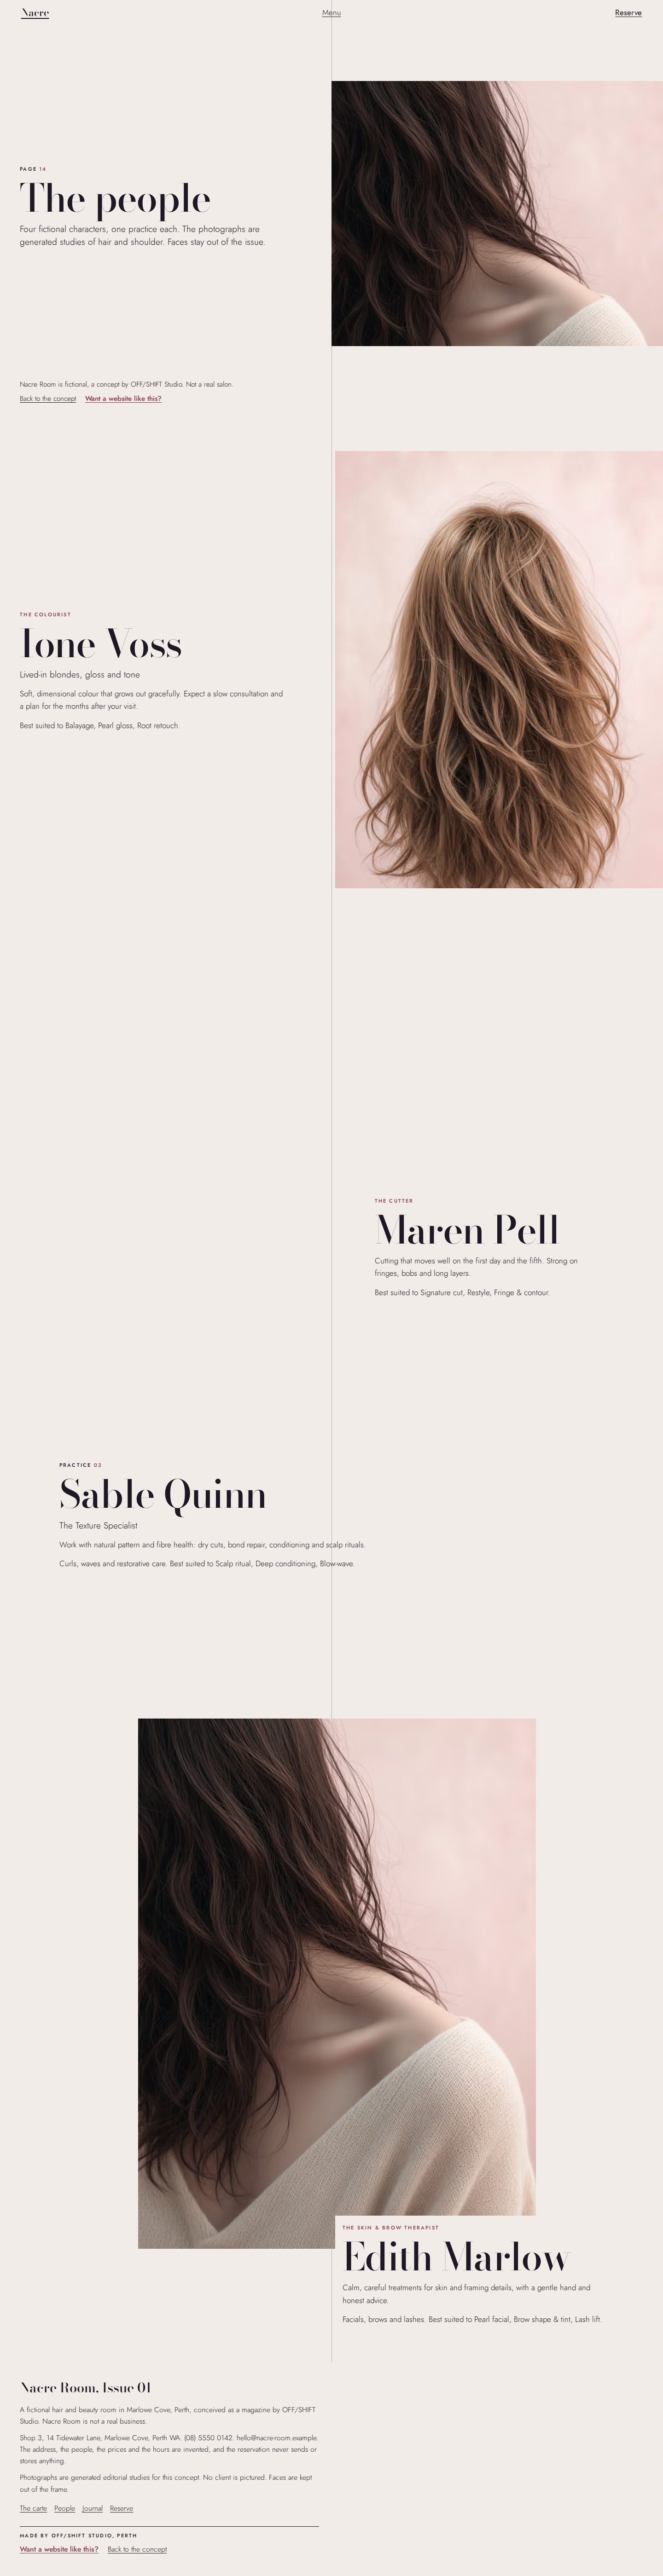 Nacre
Menu
Reserve
PAGE 14
The people
Four fictional characters, one practice each. The photographs are
generated studies of hair and shoulder. Faces stay out of the issue.
Nacre Room is fictional, a concept by OFF/SHIFT Studio. Not a real salon.
Back to the concept
Want a website like this?
THE COLOURIST
Ione Voss
Lived-in blondes, gloss and tone
Soft, dimensional colour that grows out gracefully. Expect a slow consultation and
a plan for the months after your visit.
Best suited to Balayage, Pearl gloss, Root retouch.
THE CUTTER
Maren Pell
Cutting that moves well on the first day and the fifth. Strong on
fringes, bobs and long layers.
Best suited to Signature cut, Restyle, Fringe & contour.
PRACTICE 03
Sable Quinn
The Texture Specialist
Work with natural pattern and fibre health: dry cuts, bond repair, conditioning and scalp rituals.
Curls, waves and restorative care. Best suited to Scalp ritual, Deep conditioning, Blow-wave.
THE SKIN & BROW THERAPIST
Edith Marlow
Calm, careful treatments for skin and framing details, with a gentle hand and
honest advice.
Facials, brows and lashes. Best suited to Pearl facial, Brow shape & tint, Lash lift.
Nacre Room, Issue 01
A fictional hair and beauty room in Marlowe Cove, Perth, conceived as a magazine by OFF/SHIFT
Studio. Nacre Room is not a real business.
Shop 3, 14 Tidewater Lane, Marlowe Cove, Perth WA. (08) 5550 0142. hello@nacre-room.example.
The address, the people, the prices and the hours are invented, and the reservation never sends or
stores anything.
Photographs are generated editorial studies for this concept. No client is pictured. Faces are kept
out of the frame.
The carte
People
Journal
Reserve
MADE BY OFF/SHIFT STUDIO, PERTH
Want a website like this?
Back to the concept